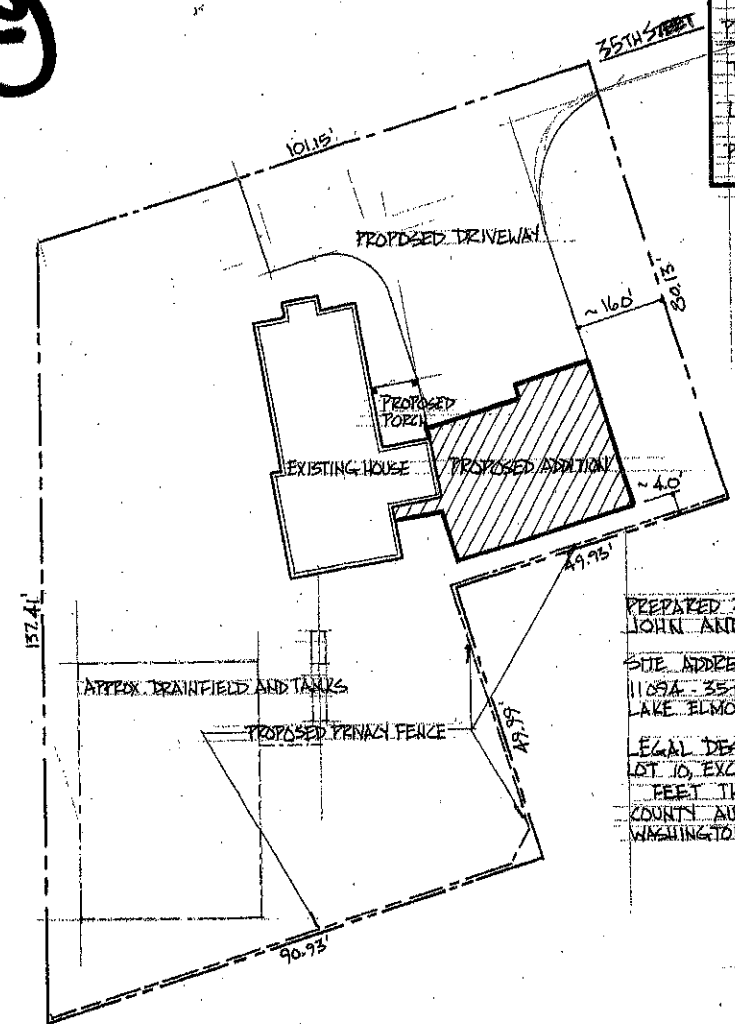 35TH STREET
101.15'
PROPOSED DRIVEWAY
~ 16.0'
80.13'
PROPOSED
PORCH
EXISTING HOUSE
PROPOSED ADDITION
~ 4.0'
49.93'
137.41'
PREPARED
JOHN AND
SITE ADDRE
11094 - 35
LAKE ELMO
APPROX. DRAINFIELD AND TANKS
PROPOSED PRIVACY FENCE
49.99'
LEGAL DES
LOT 10, EXC
FEET TH
COUNTY AU
WASHINGTO
90.93'